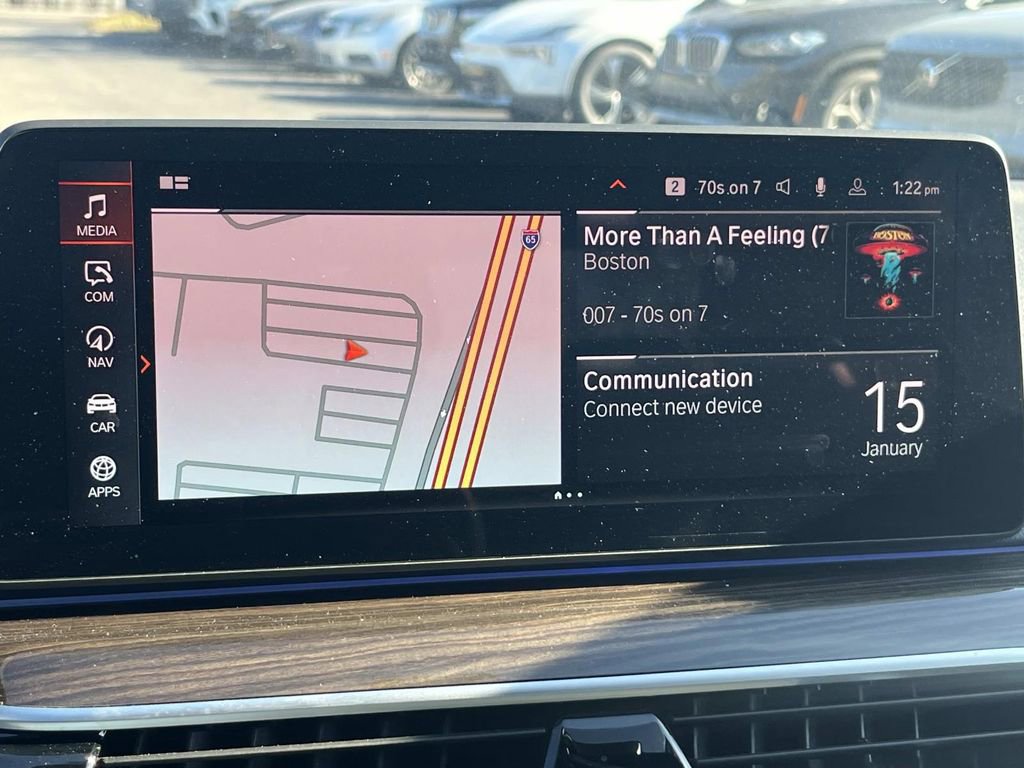 2 70s on 7 1:22 pm
MEDIA
COM
NAV
CAR
APPS
65
More Than A Feeling (7
Boston
BOSTON
007 - 70s on 7
Communication
Connect new device
15
January